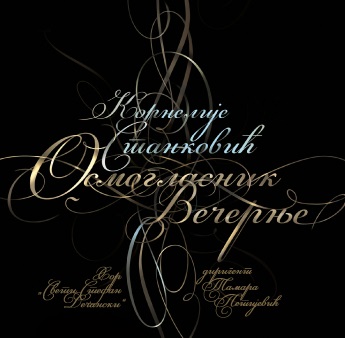 Корнелије
Станковић
Осмогласник
Вечерње
Хор
„Свети Стефан
Дечански“
диригент
Тамара
Петијевић